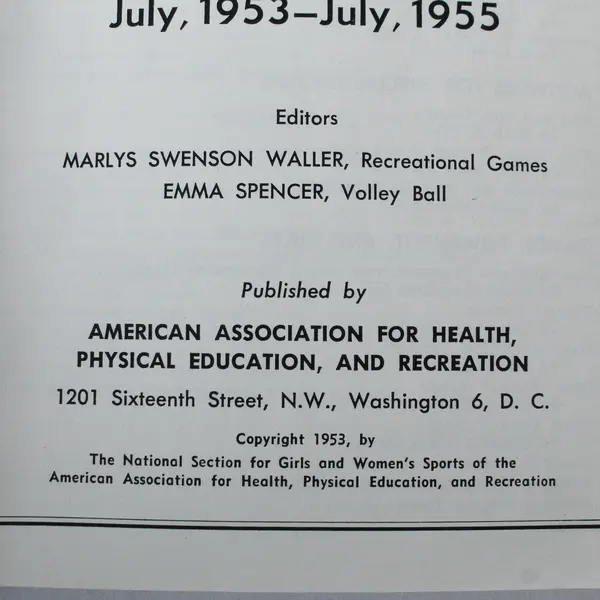 July, 1953–July, 1955
Editors
MARLYS SWENSON WALLER, Recreational Games
EMMA SPENCER, Volley Ball
Published by
AMERICAN ASSOCIATION FOR HEALTH,
PHYSICAL EDUCATION, AND RECREATION
1201 Sixteenth Street, N.W., Washington 6, D. C.
Copyright 1953, by
The National Section for Girls and Women's Sports of the
American Association for Health, Physical Education, and Recreation